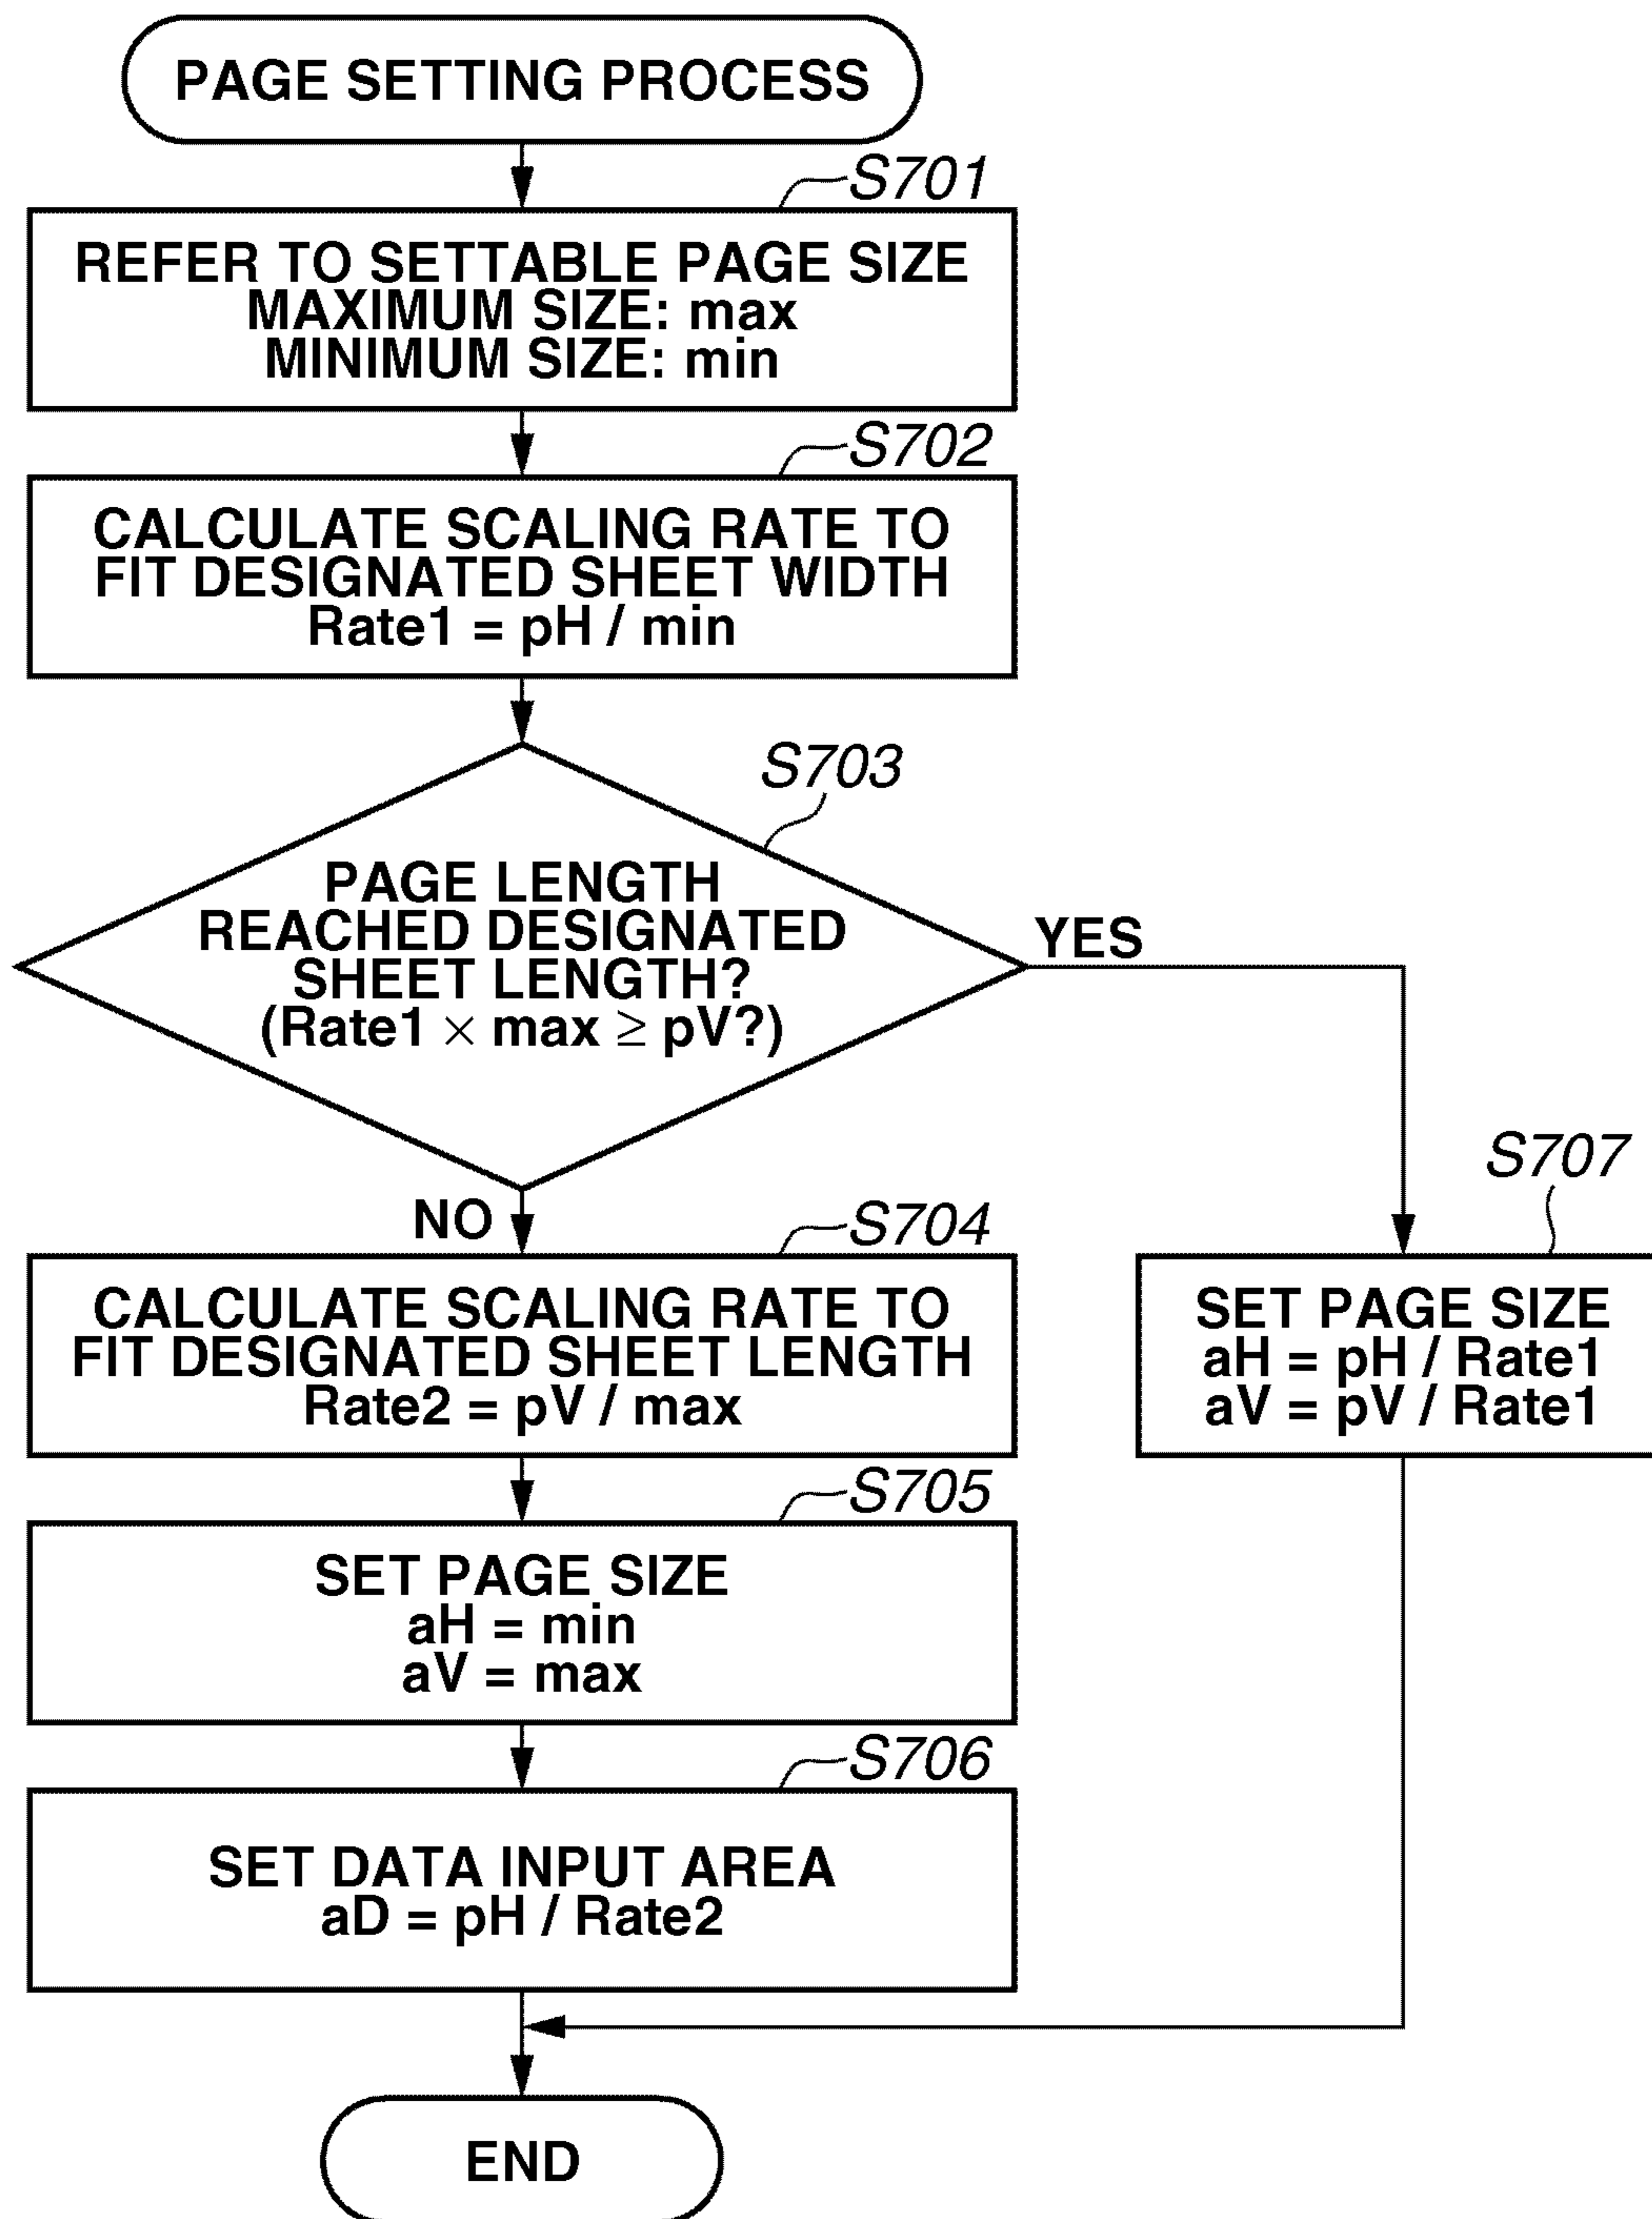 PAGE SETTING PROCESS
S701
REFER TO SETTABLE PAGE SIZE
MAXIMUM SIZE: max
MINIMUM SIZE: min
S702
CALCULATE SCALING RATE TO
FIT DESIGNATED SHEET WIDTH
Rate1 = pH / min
S703
PAGE LENGTH
REACHED DESIGNATED
SHEET LENGTH?
(Rate1 × max ≥ pV?)
YES
NO
S704
CALCULATE SCALING RATE TO
FIT DESIGNATED SHEET LENGTH
Rate2 = pV / max
S707
SET PAGE SIZE
aH = pH / Rate1
aV = pV / Rate1
S705
SET PAGE SIZE
aH = min
aV = max
S706
SET DATA INPUT AREA
aD = pH / Rate2
END